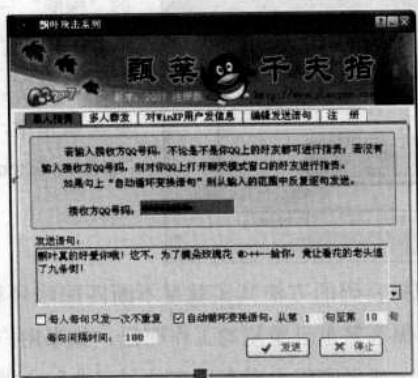 飘叶攻击系列
飘葉千夫指
单人指责 多人群发 对WinXP用户发信息 编辑发送语句 注 册
若输入接收方QQ号码，不论是不是你QQ上的好友都可进行指责；若没有
输入接收方QQ号码，则对你QQ上打开聊天模式窗口的好友进行指责。
如果勾上“自动循环变换语句”则从输入的范围中反复逐句发送。
接收方QQ号码：
发送语句：
飘叶真的好爱你哦！这不，为了摘朵玫瑰花 @>++--给你，竟让看花的老头追
了九条街！
每人每句只发一次不重复 自动循环变换语句，从第 1 句至第 10 句
每句间隔时间： 100
发送 停止